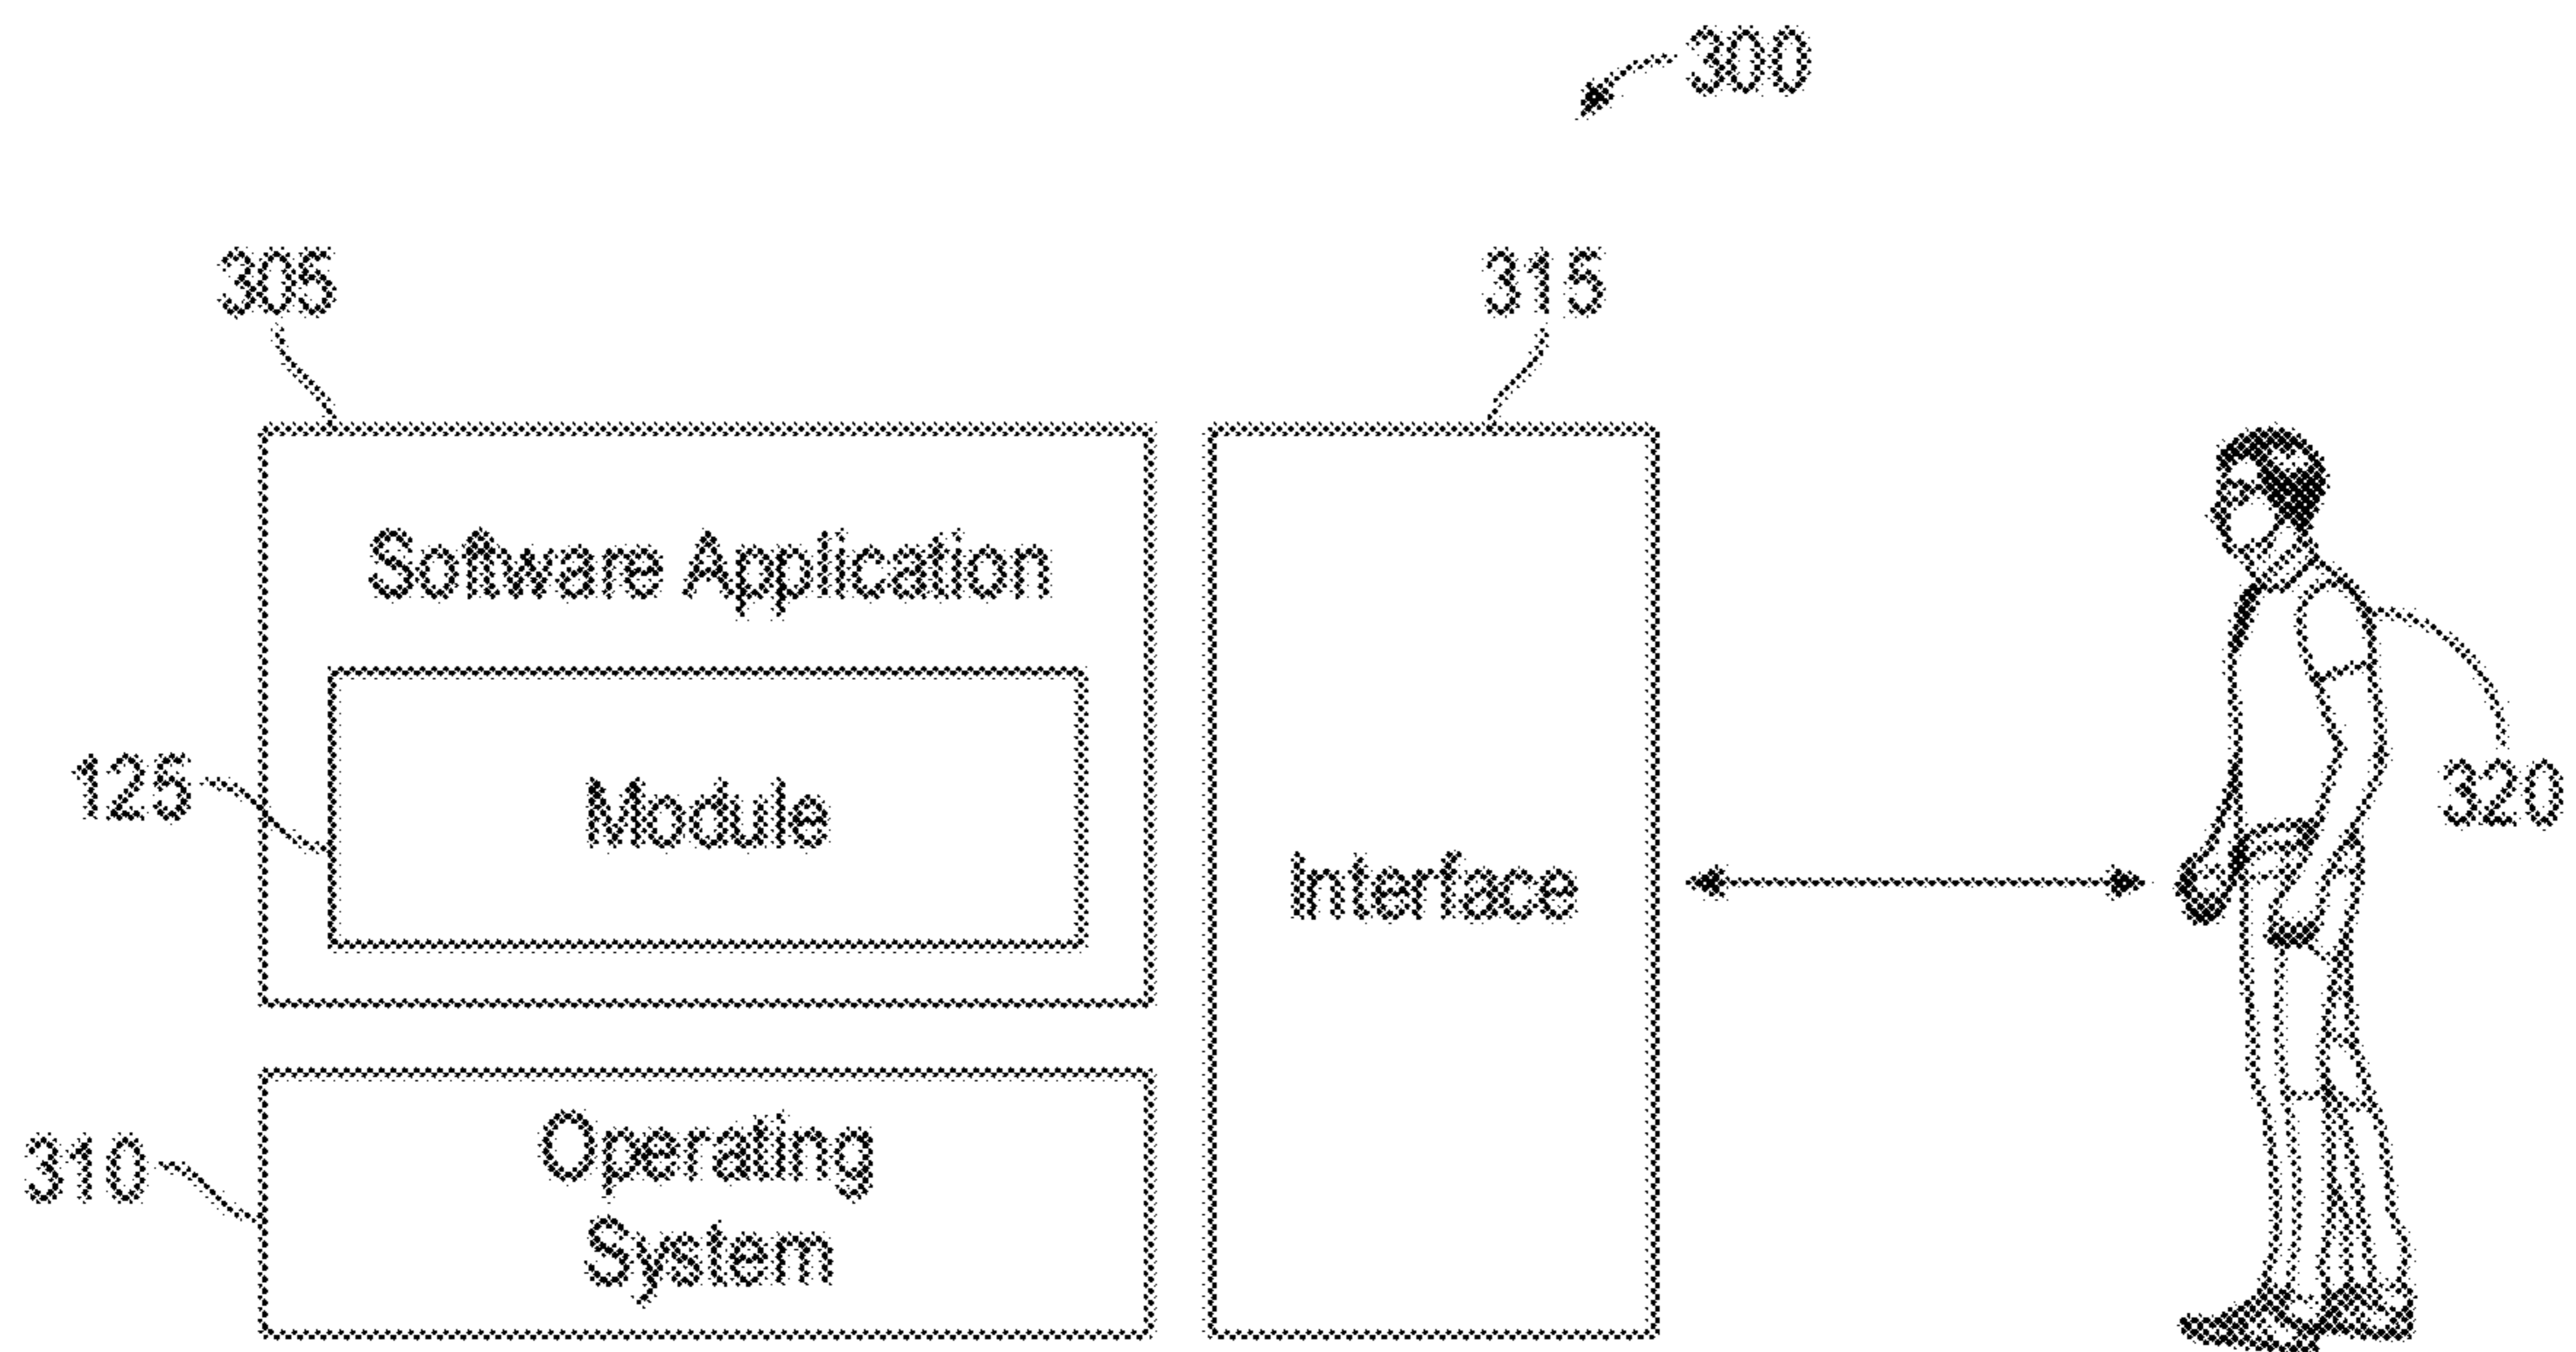 300
305
315
Software Application
125
Module
320
Interface
310
Operating
System